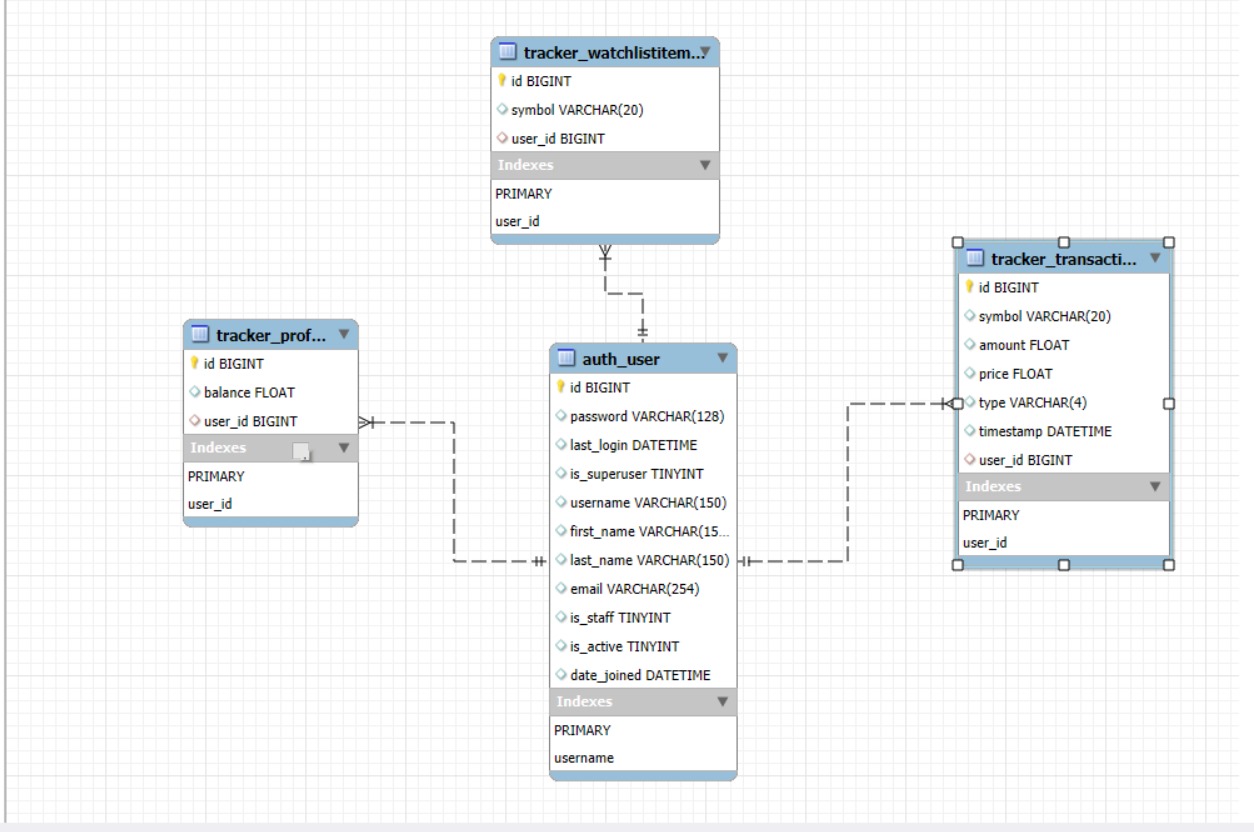 tracker_watchlistitem...
id BIGINT
symbol VARCHAR(20)
user_id BIGINT
Indexes
PRIMARY
user_id
tracker_prof...
id BIGINT
balance FLOAT
user_id BIGINT
Indexes
PRIMARY
user_id
auth_user
id BIGINT
password VARCHAR(128)
last_login DATETIME
is_superuser TINYINT
username VARCHAR(150)
first_name VARCHAR(15...
last_name VARCHAR(150)
email VARCHAR(254)
is_staff TINYINT
is_active TINYINT
date_joined DATETIME
Indexes
PRIMARY
username
tracker_transacti...
id BIGINT
symbol VARCHAR(20)
amount FLOAT
price FLOAT
type VARCHAR(4)
timestamp DATETIME
user_id BIGINT
Indexes
PRIMARY
user_id